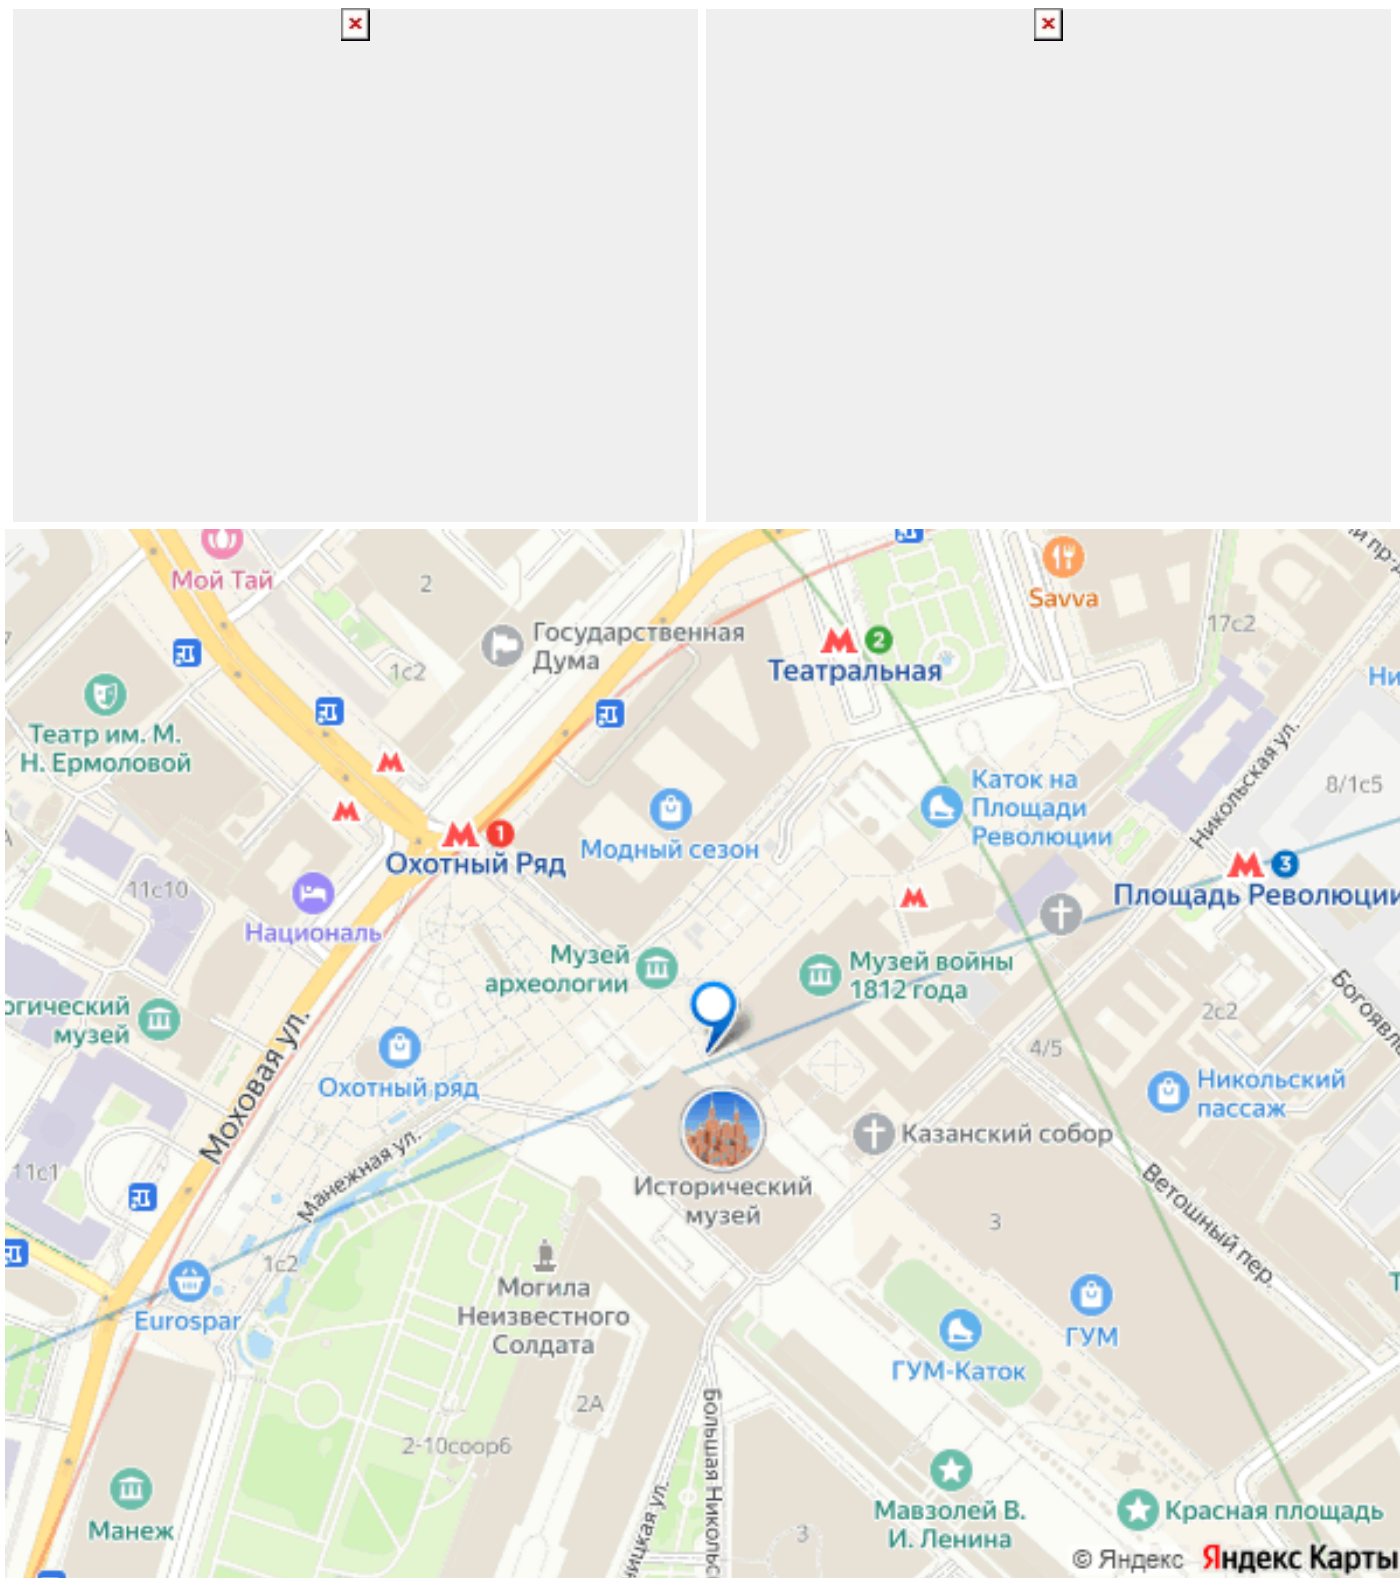 Мой Тай
2
Savva
Государственная
Дума
17с2
1с2
2
Театральная
Театр им. М.
Н. Ермоловой
Каток на
Площади
Революции
Никольская ул.
8/1с5
1
Охотный Ряд
Модный сезон
3
Площадь Революции
11с10
Националь
Музей
археологии
Музей войны
1812 года
2с2
музей
Моховая ул.
4/5
Охотный ряд
Никольский
пассаж
Казанский собор
Манежная ул.
11с1
Исторический
музей
Ветошный пер.
3
1с2
Могила
Неизвестного
Солдата
Eurospar
ГУМ
ГУМ-Каток
2А
2-10соор6
Манеж
Мавзолей В.
И. Ленина
Красная площадь
3
© Яндекс Яндекс Карты